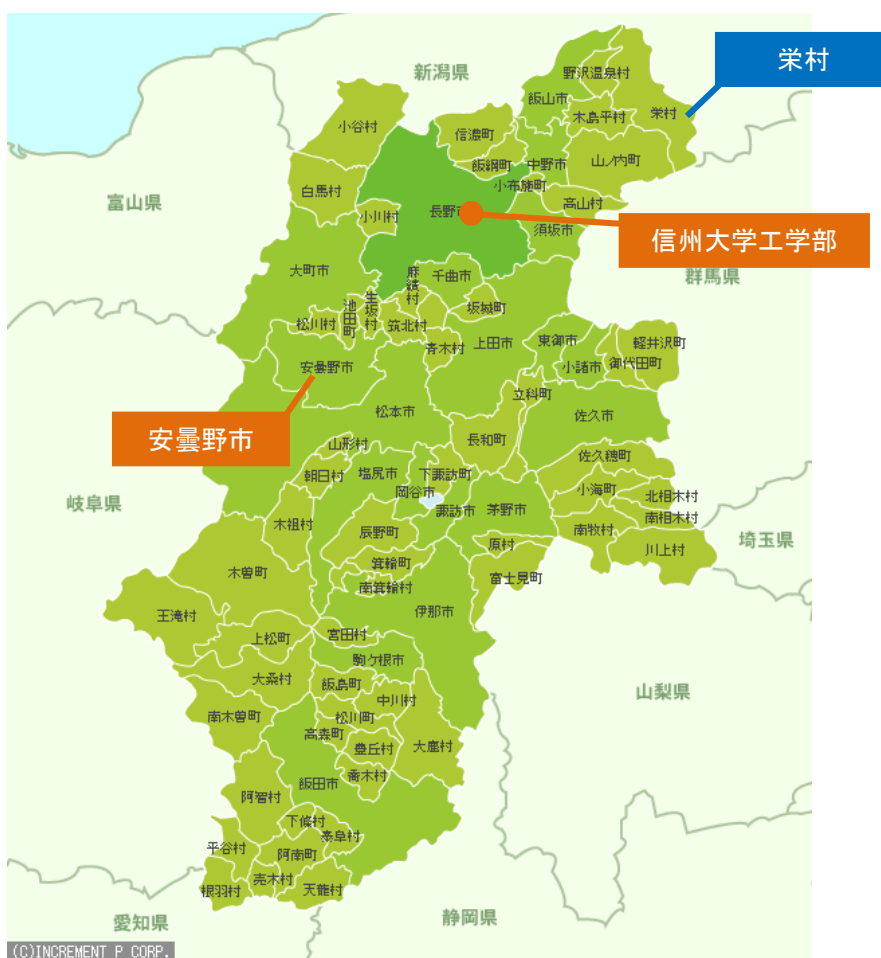 新潟県
栄村
野沢温泉村
飯山市
木島平村
栄村
小谷村
信濃町
飯綱町
中野市
山ノ内町
小布施町
白馬村
富山県
小川村
長野市
高山村
須坂市
信州大学工学部
群馬県
大町市
麻績村
千曲市
生坂村
池田町
松川村
筑北村
坂城町
青木村
上田市
東御市
軽井沢町
小諸市
御代田町
安曇野市
立科町
松本市
佐久市
安曇野市
山形村
長和町
佐久穂町
朝日村
塩尻市
下諏訪町
岡谷市
小海町
北相木村
岐阜県
諏訪市
茅野市
南相木村
木祖村
辰野町
南牧村
埼玉県
原村
川上村
箕輪町
木曽町
南箕輪村
富士見町
王滝村
伊那市
上松町
宮田村
駒ケ根市
大桑村
飯島町
中川村
山梨県
南木曽町
松川町
高森町
豊丘村
大鹿村
喬木村
飯田市
阿智村
下條村
泰阜村
平谷村
阿南町
売木村
根羽村
天龍村
愛知県
静岡県
(C)INCREMENT P CORP.